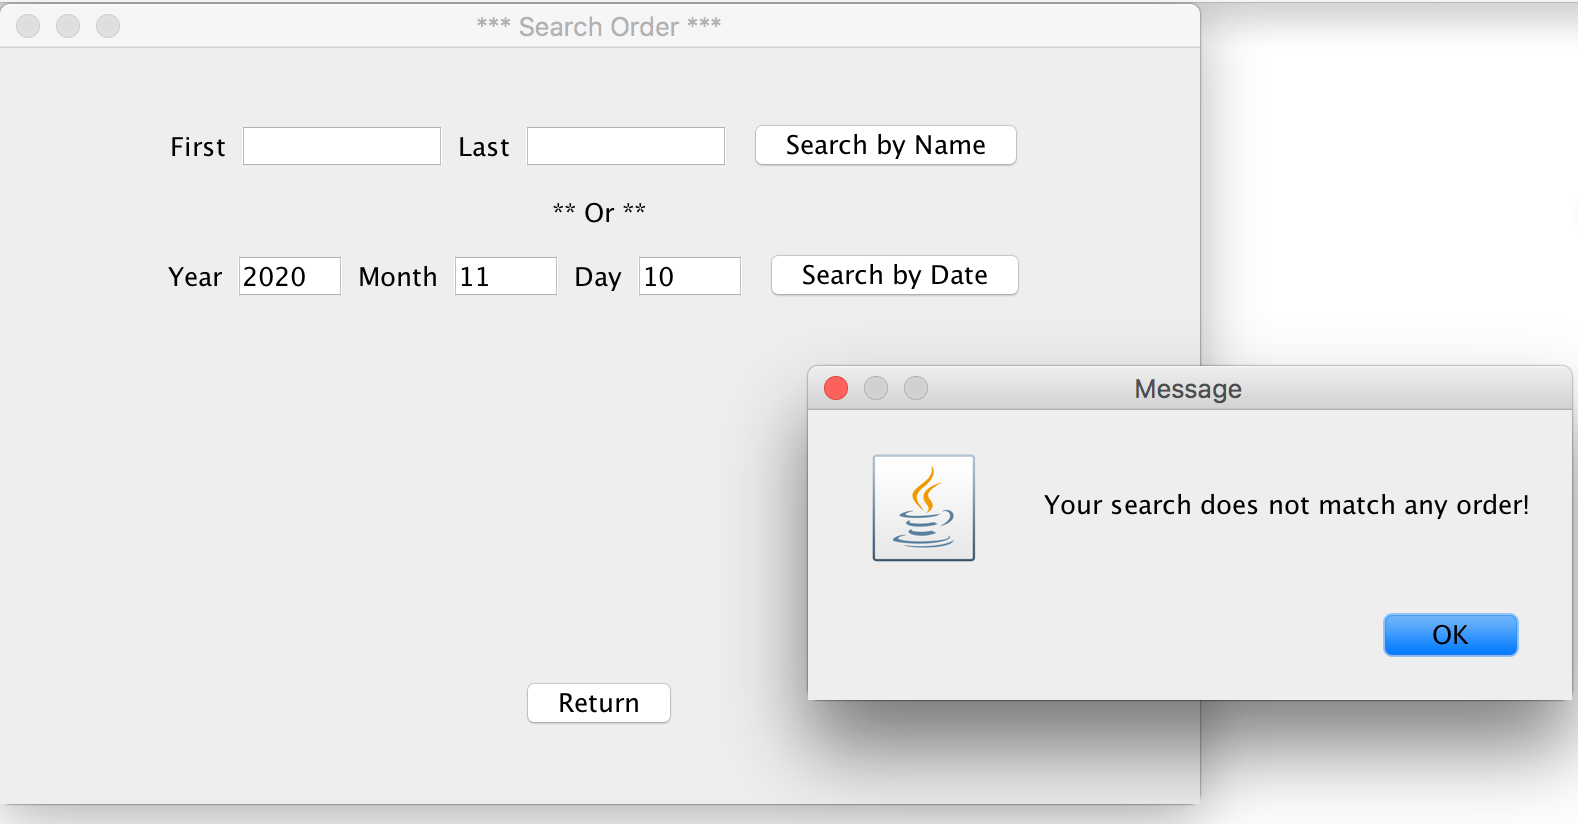 *** Search Order ***
First Last Search by Name
** Or **
Year 2020 Month 11 Day 10 Search by Date
Message
Your search does not match any order!
OK
Return